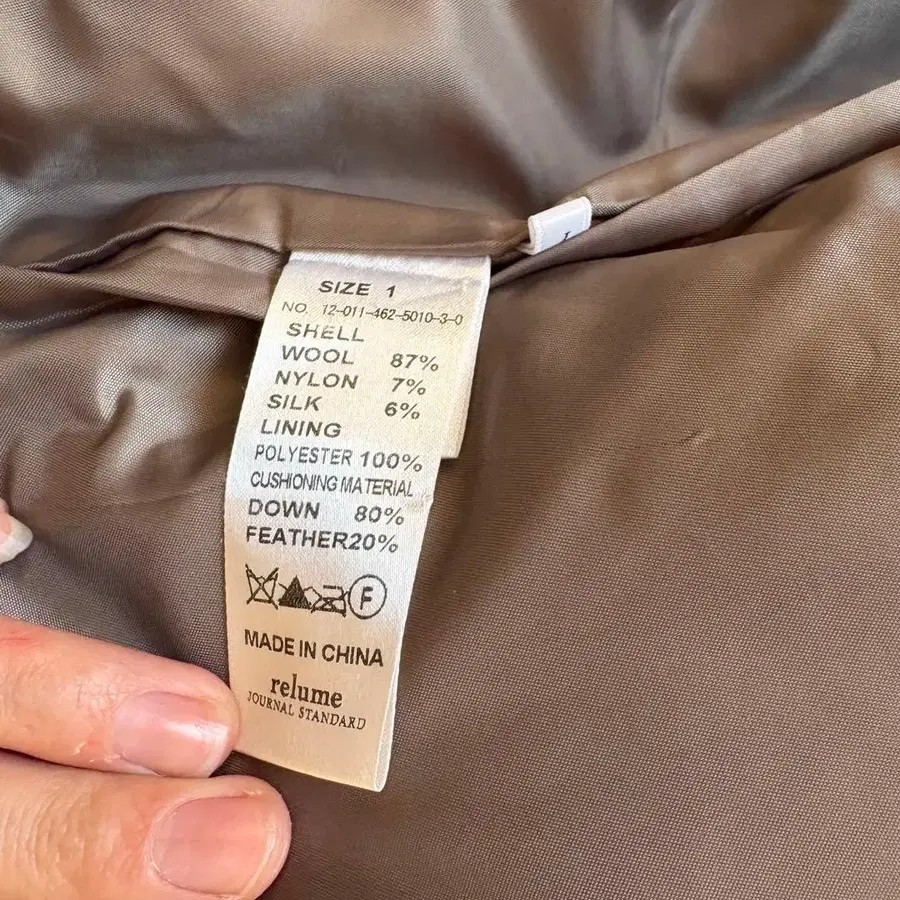 SIZE 1
NO. 12-011-462-5010-3-0
SHELL
WOOL 87%
NYLON 7%
SILK 6%
LINING
POLYESTER 100%
CUSHIONING MATERIAL
DOWN 80%
FEATHER20%
F
MADE IN CHINA
relume
JOURNAL STANDARD